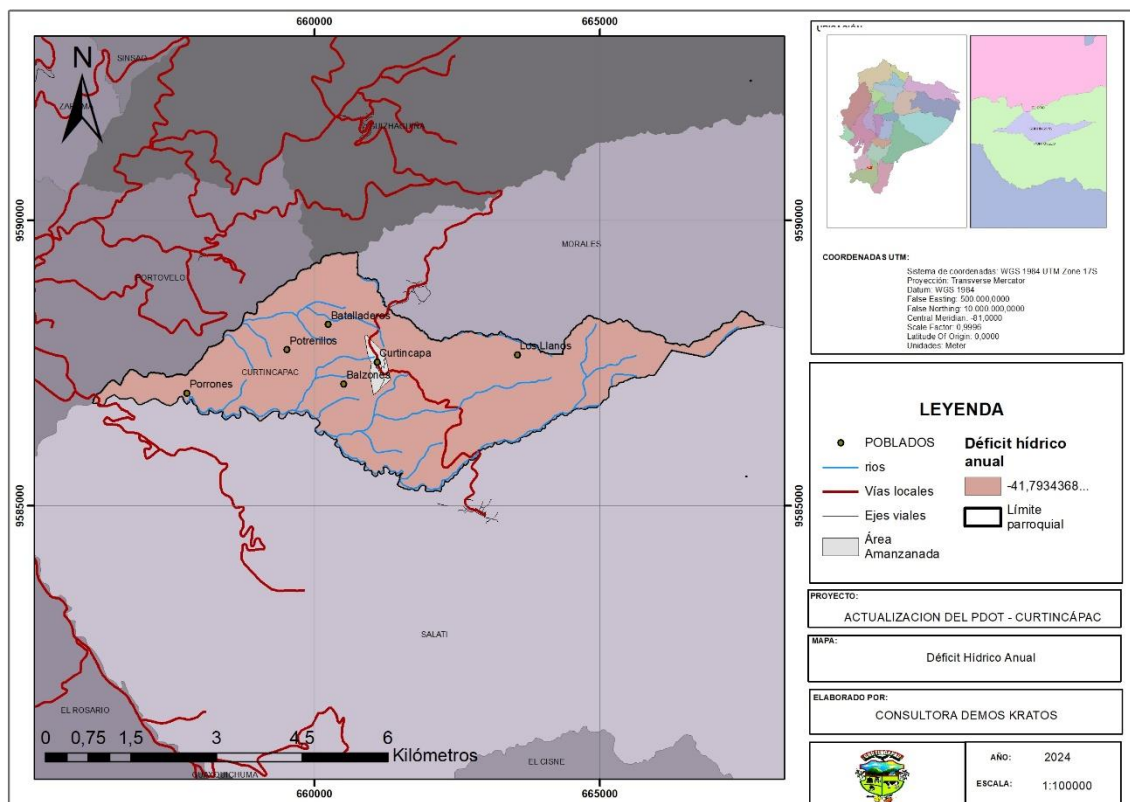 660000
665000
N
SINSAO
9590000
9590000
MORALES
PORTOVELO
Batalladeros
Potrerillos
Curtincapa
Los Llanos
CURTINCAPAC
Balzones
Porrones
9585000
9585000
SALATI
EL ROSARIO
0 0,75 1,5 3 4,5 6
Kilómetros
EL CISNE
660000
665000
COORDENADAS UTM:
Sistema de coordenadas: WGS 1984 UTM Zone 17S
Proyección: Transverse Mercator
Datum: WGS 1984
False Easting: 500.000,0000
False Northing: 10.000.000,0000
Central Meridian: -81,0000
Scale Factor: 0,9996
Latitude Of Origin: 0,0000
Unidades: Meter
LEYENDA
POBLADOS
rios
Vías locales
Ejes viales
Área
Amanzanada
Déficit hídrico
anual
-41,7934368...
Límite
parroquial
PROYECTO:
ACTUALIZACION DEL PDOT - CURTINCÁPAC
MAPA:
Déficit Hídrico Anual
ELABORADO POR:
CONSULTORA DEMOS KRATOS
AÑO: 2024
ESCALA: 1:100000